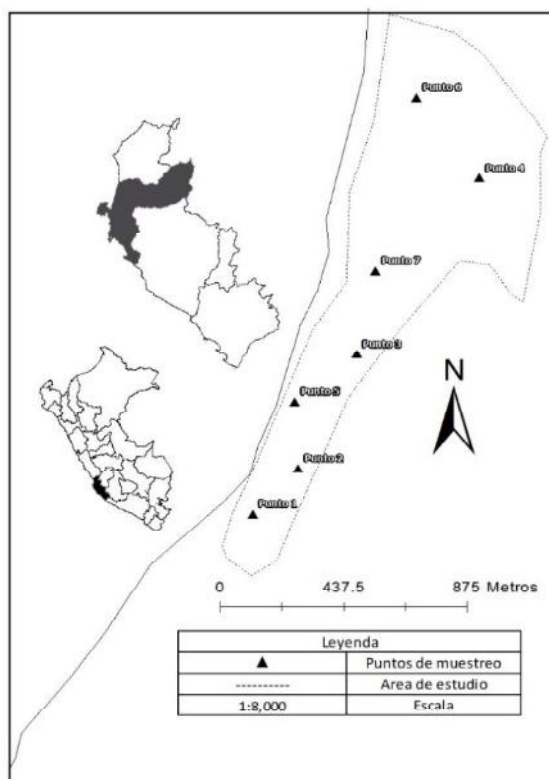 Punto 6
Punto 4
Punto 7
Punto 3
Punto 5
Punto 2
Punto 1
N
0 437.5 875 Metros
Leyenda
Puntos de muestreo
Area de estudio
1:8,000 Escala